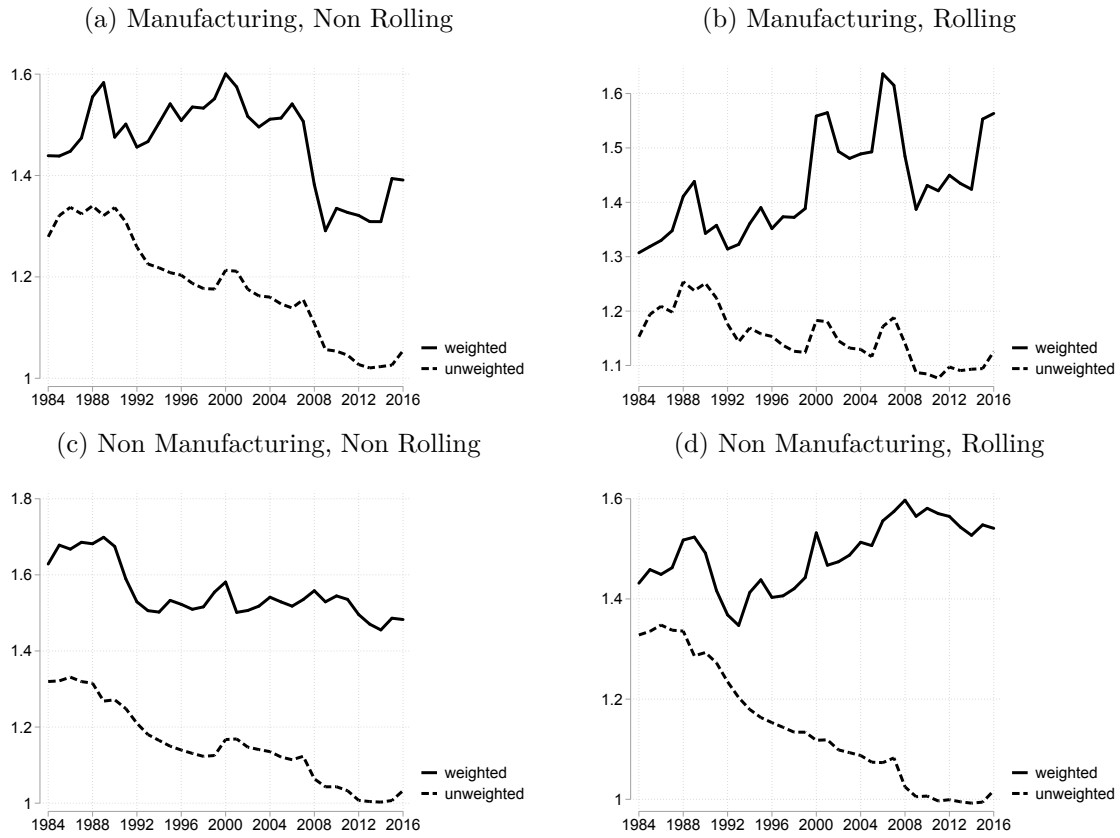 (a) Manufacturing, Non Rolling
1.6
1.4
1.2
1
1984 1988 1992 1996 2000 2004 2008 2012 2016
weighted
unweighted
(b) Manufacturing, Rolling
1.6
1.5
1.4
1.3
1.2
1.1
1984 1988 1992 1996 2000 2004 2008 2012 2016
weighted
unweighted
(c) Non Manufacturing, Non Rolling
1.8
1.6
1.4
1.2
1
1984 1988 1992 1996 2000 2004 2008 2012 2016
weighted
unweighted
(d) Non Manufacturing, Rolling
1.6
1.4
1.2
1
1984 1988 1992 1996 2000 2004 2008 2012 2016
weighted
unweighted